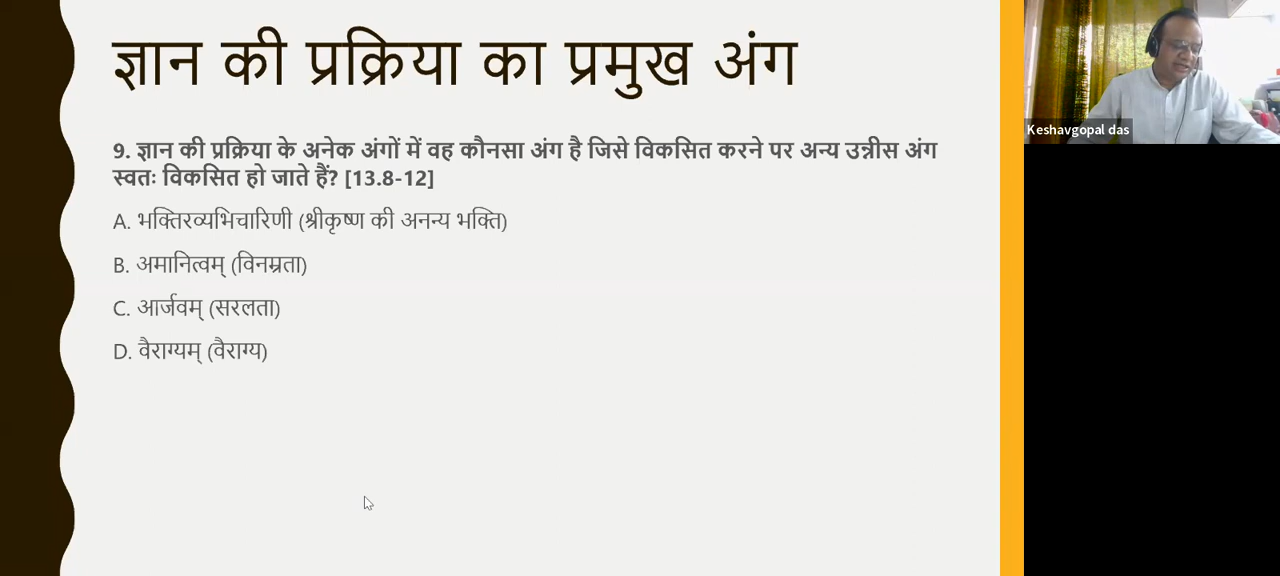 ज्ञान की प्रक्रिया का प्रमुख अंग
9. ज्ञान की प्रक्रिया के अनेक अंगों में वह कौनसा अंग है जिसे विकसित करने पर अन्य उन्नीस अंग
स्वतः विकसित हो जाते हैं? [13.8-12]
A. भक्तिरव्यभिचारिणी (श्रीकृष्ण की अनन्य भक्ति)
B. अमानित्वम् (विनम्रता)
C. आर्जवम् (सरलता)
D. वैराग्यम् (वैराग्य)
Keshavgopal das